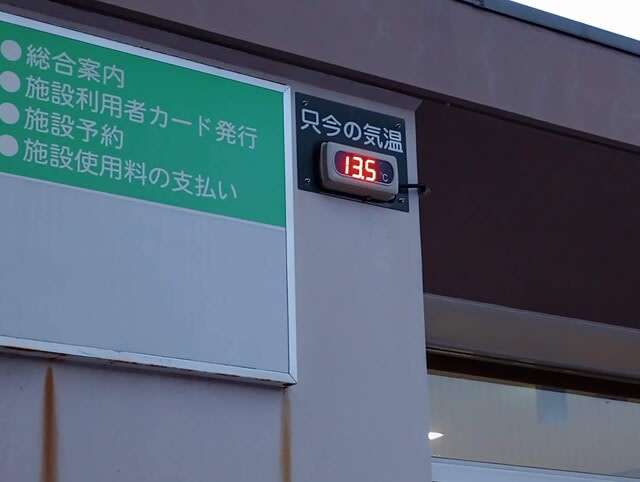 ●総合案内
●施設利用者カード発行
●施設予約
●施設使用料の支払い
只今の気温
13.5 °C